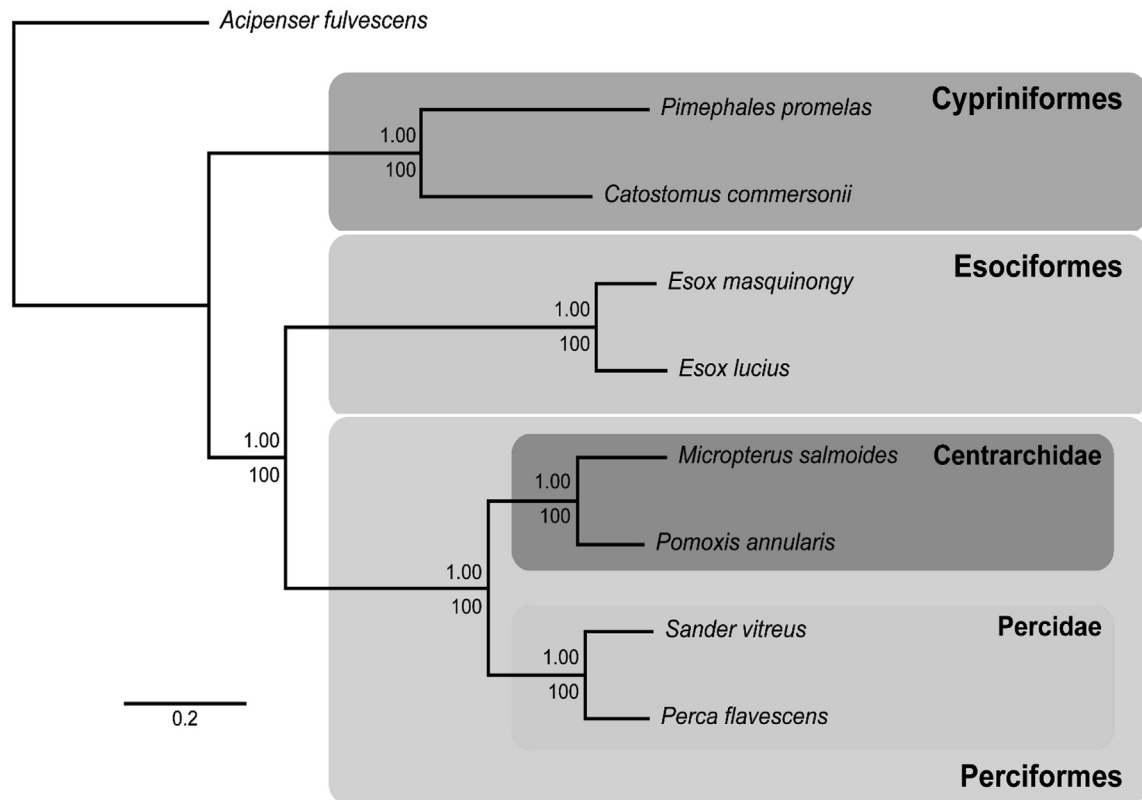 Acipenser fulvescens
Cypriniformes
Pimephales promelas
1.00
100
Catostomus commersonii
Esociformes
Esox masquinongy
1.00
100
Esox lucius
1.00
100
Centrarchidae
Micropterus salmoides
1.00
100
Pomoxis annularis
1.00
100
Percidae
Sander vitreus
1.00
100
Perca flavescens
0.2
Perciformes